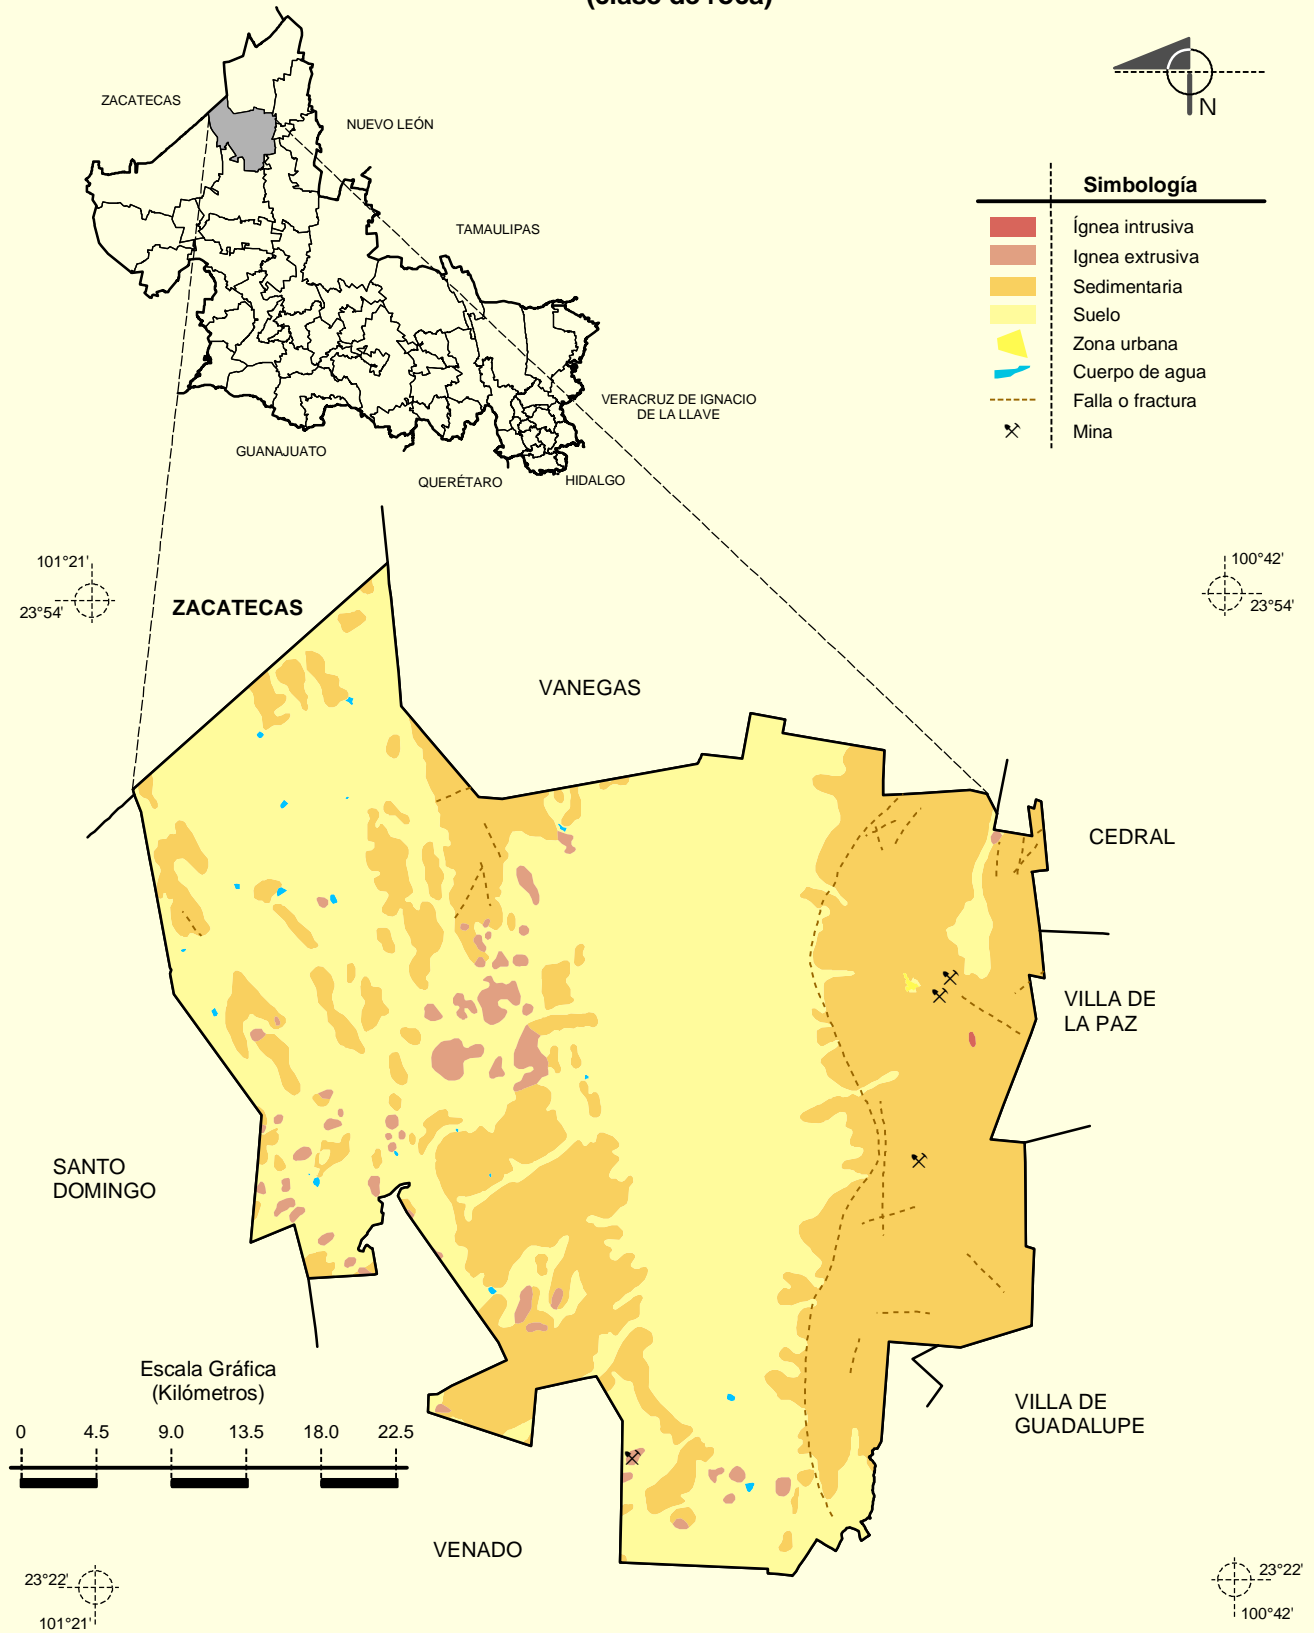 (clase de roca)
ZACATECAS
NUEVO LEÓN
TAMAULIPAS
VERACRUZ DE IGNACIO
DE LA LLAVE
GUANAJUATO
QUERÉTARO
HIDALGO
N
Simbología
Ígnea intrusiva
Ignea extrusiva
Sedimentaria
Suelo
Zona urbana
Cuerpo de agua
Falla o fractura
Mina
101°21'
23°54'
100°42'
23°54'
ZACATECAS
VANEGAS
CEDRAL
VILLA DE
LA PAZ
SANTO
DOMINGO
VILLA DE
GUADALUPE
VENADO
Escala Gráfica
(Kilómetros)
0 4.5 9.0 13.5 18.0 22.5
23°22'
101°21'
23°22'
100°42'